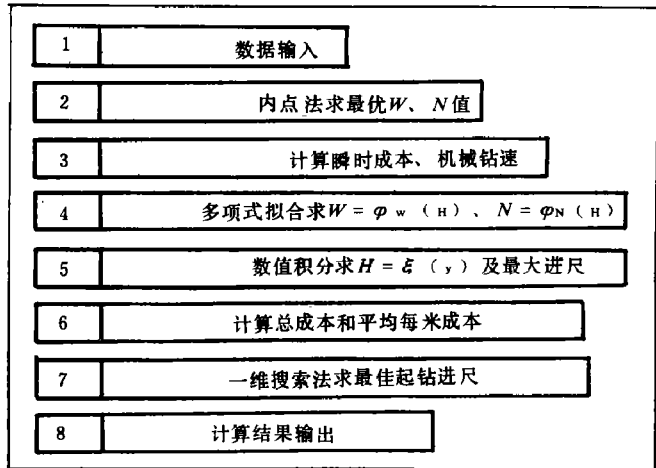 1 数据输入
2 内点法求最优W、N值
3 计算瞬时成本、机械钻速
4 多项式拟合求W = φw (H)、N = φN (H)
5 数值积分求H = ξ (y) 及最大进尺
6 计算总成本和平均每米成本
7 一维搜索法求最佳起钻进尺
8 计算结果输出